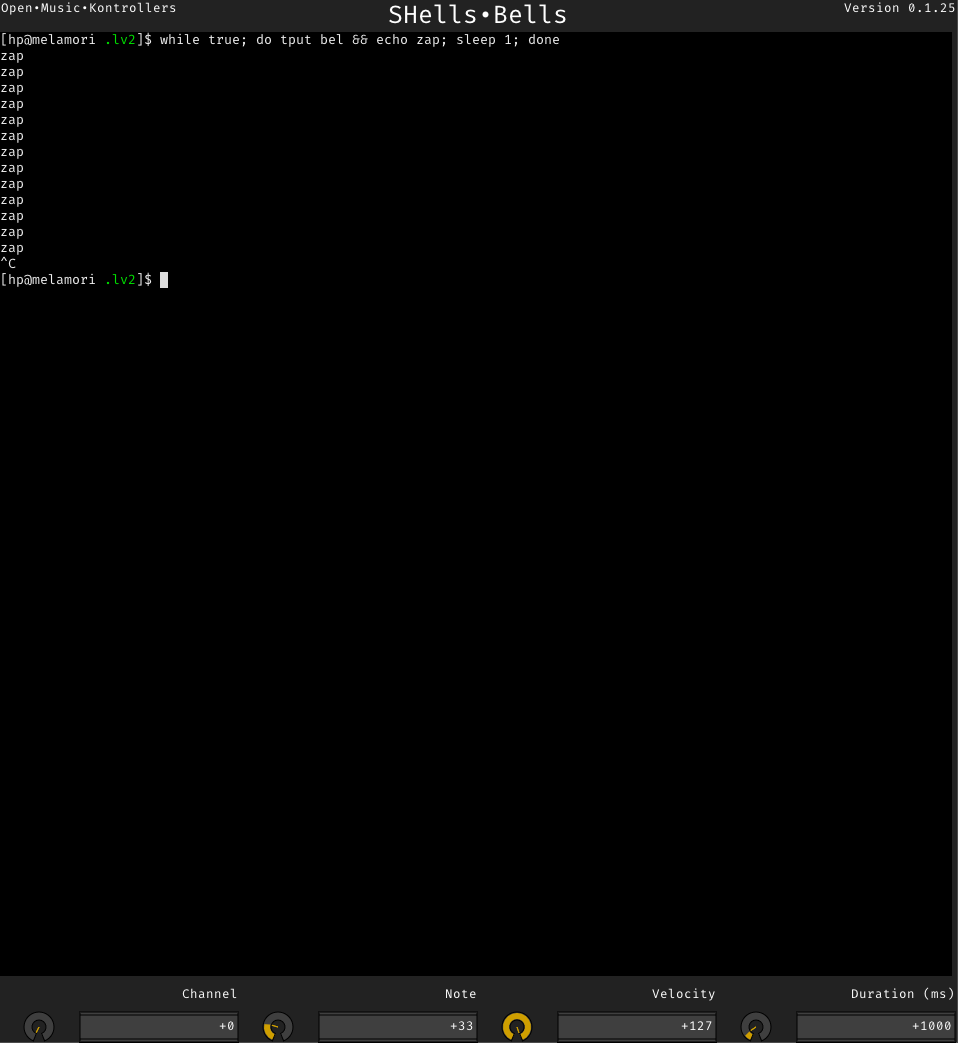 Open•Music•Kontrollers
SHells•Bells
Version 0.1.25
[hp@melamori .lv2]$ while true; do tput bel && echo zap; sleep 1; done
zap
zap
zap
zap
zap
zap
zap
zap
zap
zap
zap
zap
zap
^C
[hp@melamori .lv2]$
Channel
Note
Velocity
Duration (ms)
+0
+33
+127
+1000